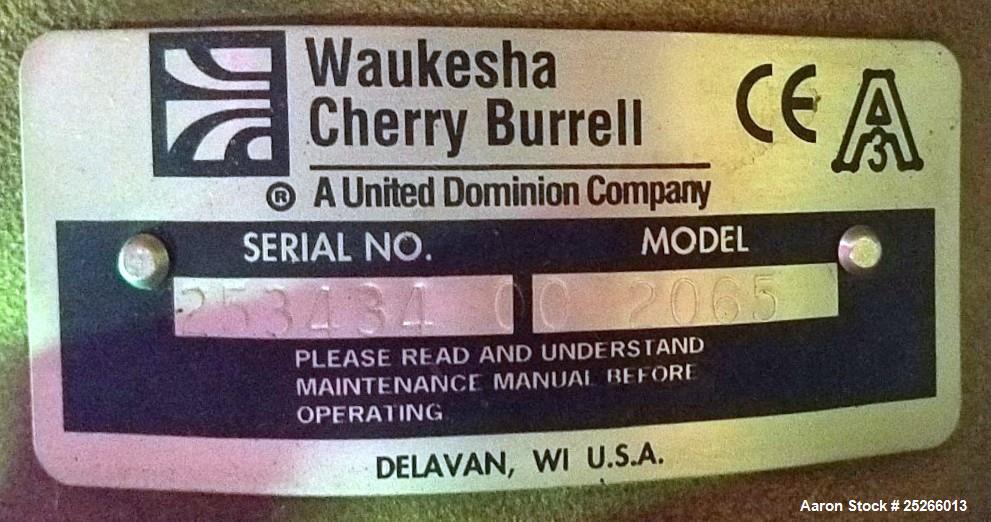 Waukesha
Cherry Burrell
CE
A
3
® A United Dominion Company
SERIAL NO. MODEL
253434 00 2065
PLEASE READ AND UNDERSTAND
MAINTENANCE MANUAL BEFORE
OPERATING
DELAVAN, WI U.S.A.
Aaron Stock # 25266013